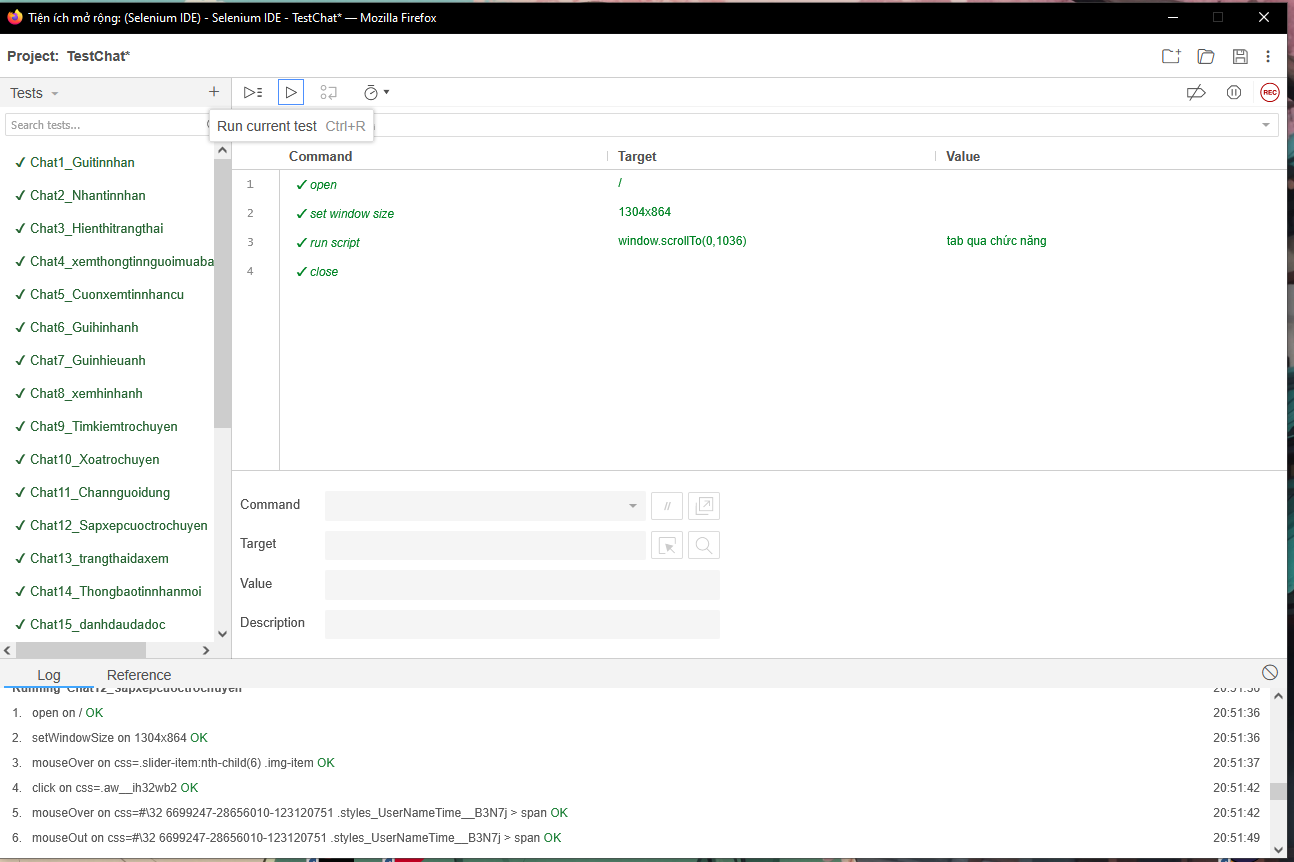 Tiện ích mở rộng: (Selenium IDE) - Selenium IDE - TestChat* — Mozilla Firefox
Project: TestChat*
Tests
Run current test Ctrl+R
Search tests...
REC
Command Target Value
1 open /
2 set window size 1304x864
3 run script window.scrollTo(0,1036) tab qua chức năng
4 close
Chat1_Guitinnhan
Chat2_Nhantinnhan
Chat3_Hienthitrangthai
Chat4_xemthongtinnguoimuaba
Chat5_Cuonxemtinnhancu
Chat6_Guihinhanh
Chat7_Guinhieuanh
Chat8_xemhinhanh
Chat9_Timkiemtrochuyen
Chat10_Xoatrochuyen
Chat11_Channguoidung
Chat12_Sapxepcuoctrochuyen
Chat13_trangthaidaxem
Chat14_Thongbaotinnhanmoi
Chat15_danhdaudadoc
Command //
Target
Value
Description
Log Reference
Running 'Chat12_Sapxepcuoctrochuyen' 20:51:36
1. open on / OK 20:51:36
2. setWindowSize on 1304x864 OK 20:51:36
3. mouseOver on css=.slider-item:nth-child(6) .img-item OK 20:51:37
4. click on css=.aw__ih32wb2 OK 20:51:42
5. mouseOver on css=#\32 6699247-28656010-123120751 .styles_UserNameTime__B3N7j > span OK 20:51:42
6. mouseOut on css=#\32 6699247-28656010-123120751 .styles_UserNameTime__B3N7j > span OK 20:51:49